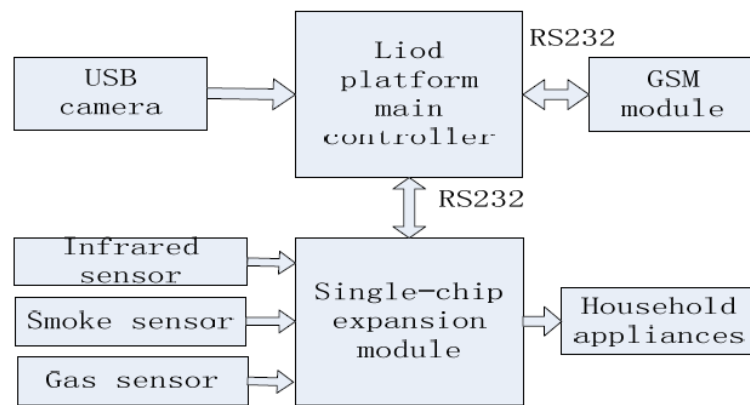 USB
camera
Liod
platform
main
controller
RS232
GSM
module
RS232
Infrared
sensor
Smoke sensor
Gas sensor
Single-chip
expansion
module
Household
appliances